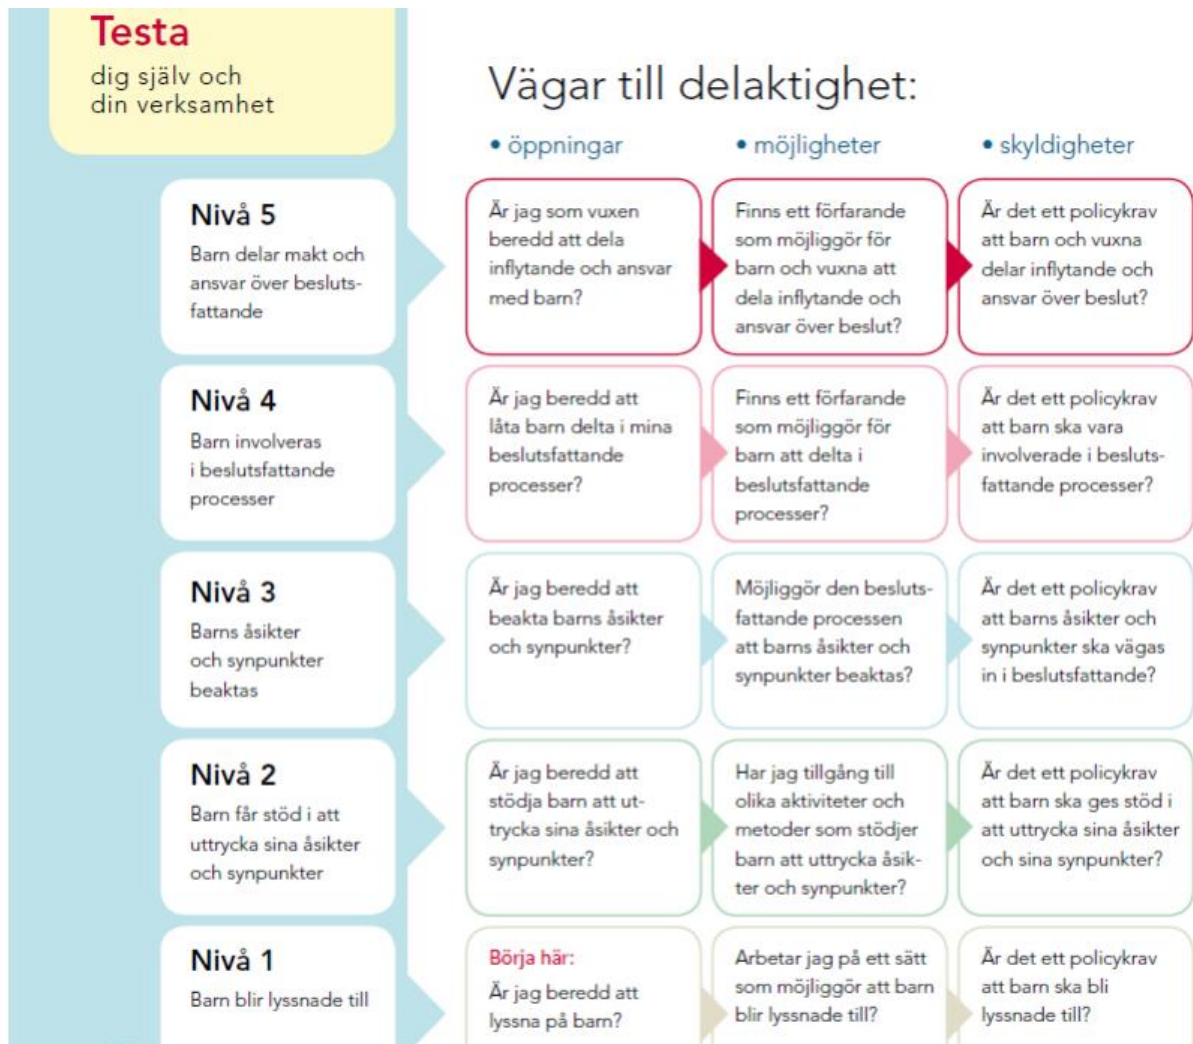 Testa
dig själv och
din verksamhet
Vägar till delaktighet:
• öppningar
• möjligheter
• skyldigheter
Nivå 5
Barn delar makt och
ansvar över besluts-
fattande
Är jag som vuxen
beredd att dela
inflytande och ansvar
med barn?
Finns ett förfarande
som möjliggör för
barn och vuxna att
dela inflytande och
ansvar över beslut?
Är det ett policykrav
att barn och vuxna
delar inflytande och
ansvar över beslut?
Nivå 4
Barn involveras
i beslutsfattande
processer
Är jag beredd att
låta barn delta i mina
beslutsfattande
processer?
Finns ett förfarande
som möjliggör för
barn att delta i
beslutsfattande
processer?
Är det ett policykrav
att barn ska vara
involverade i besluts-
fattande processer?
Nivå 3
Barns åsikter
och synpunkter
beaktas
Är jag beredd att
beakta barns åsikter
och synpunkter?
Möjliggör den besluts-
fattande processen
att barns åsikter och
synpunkter beaktas?
Är det ett policykrav
att barns åsikter och
synpunkter ska vägas
in i beslutsfattande?
Nivå 2
Barn får stöd i att
uttrycka sina åsikter
och synpunkter
Är jag beredd att
stödja barn att ut-
trycka sina åsikter och
synpunkter?
Har jag tillgång till
olika aktiviteter och
metoder som stödjer
barn att uttrycka åsik-
ter och synpunkter?
Är det ett policykrav
att barn ska ges stöd i
att uttrycka sina åsikter
och sina synpunkter?
Nivå 1
Barn blir lyssnade till
Börja här:
Är jag beredd att
lyssna på barn?
Arbetar jag på ett sätt
som möjliggör att barn
blir lyssnade till?
Är det ett policykrav
att barn ska bli
lyssnade till?